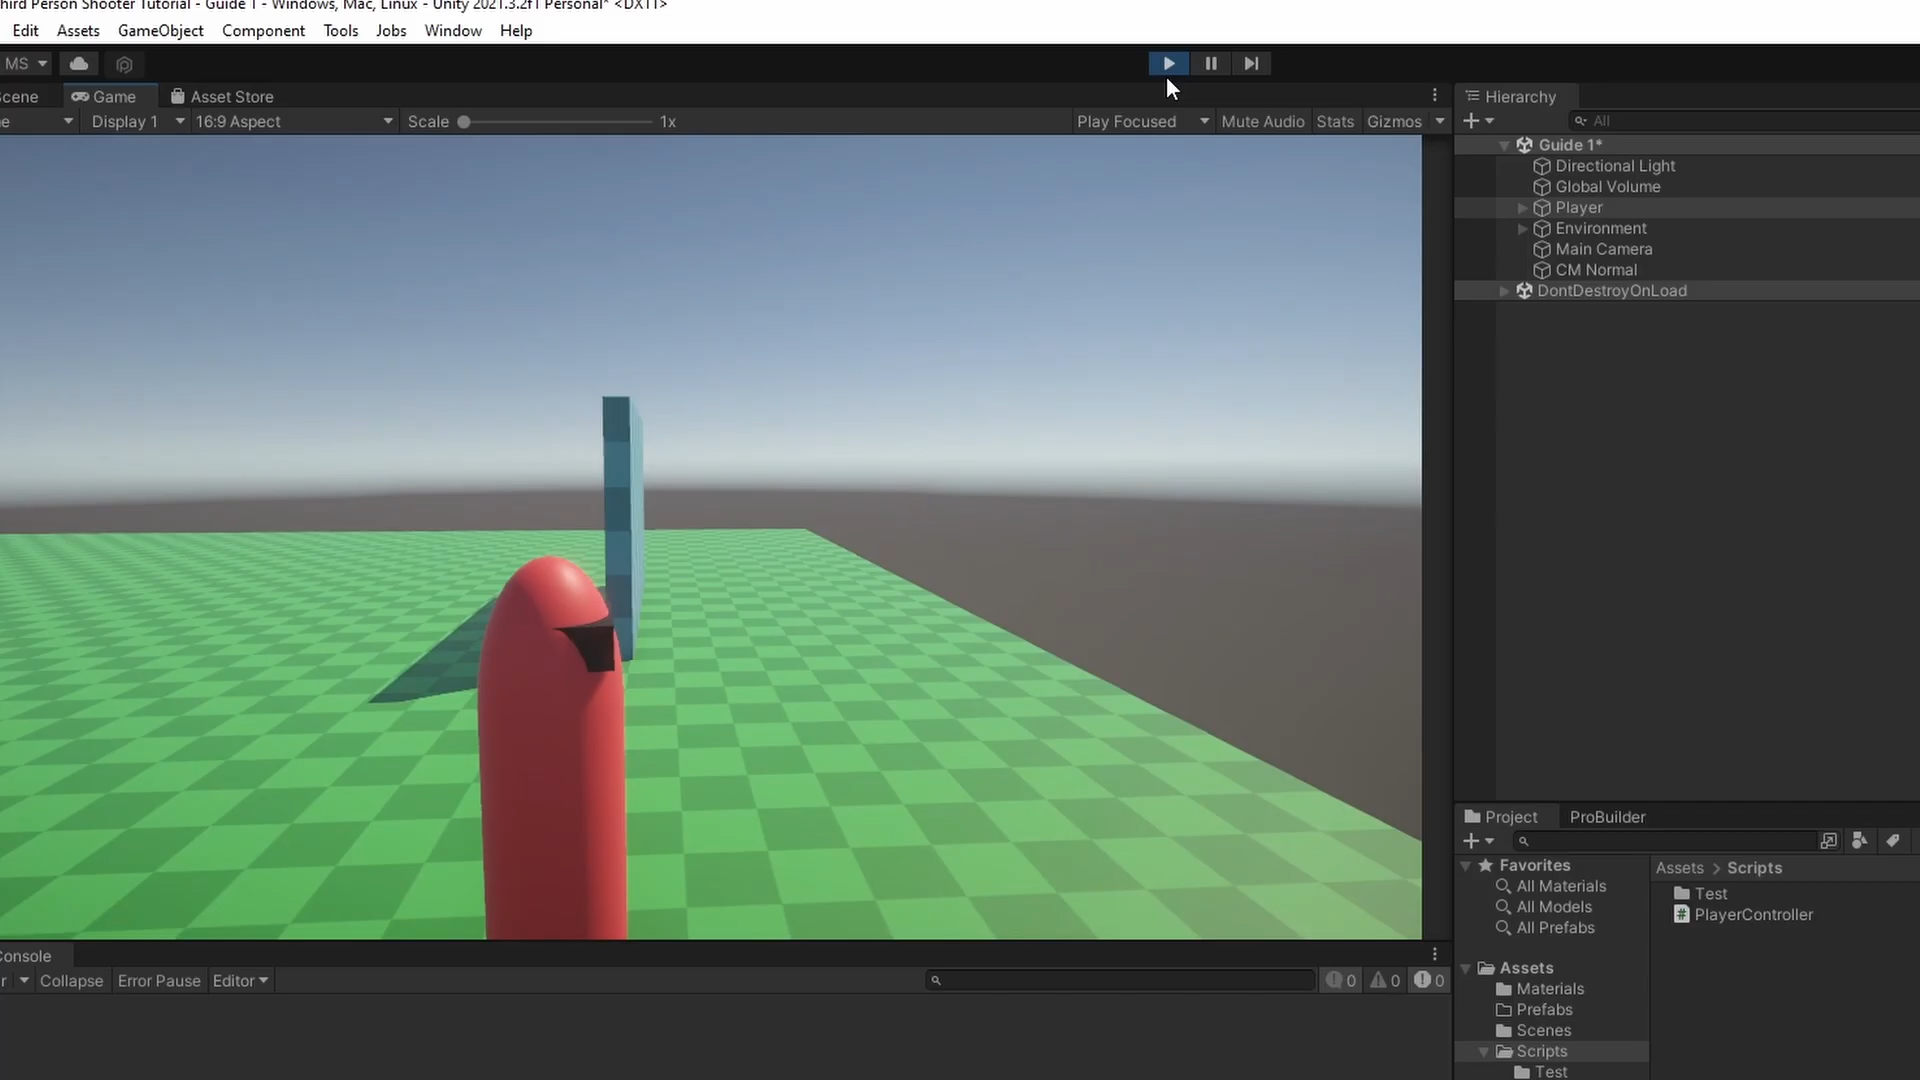 hird Person Shooter Tutorial - Guide 1 - Windows, Mac, Linux - Unity 2021.3.2f1 Personal* <DX11>
Edit Assets GameObject Component Tools Jobs Window Help
MS
cene Game Asset Store
e Display 1 16:9 Aspect Scale 1x Play Focused Mute Audio Stats Gizmos
Hierarchy
All
Guide 1*
Directional Light
Global Volume
Player
Environment
Main Camera
CM Normal
DontDestroyOnLoad
Project ProBuilder
Favorites
All Materials
All Models
All Prefabs
Assets
Materials
Prefabs
Scenes
Scripts
Test
Assets > Scripts
Test
PlayerController
onsole
r Collapse Error Pause Editor 0 0 0